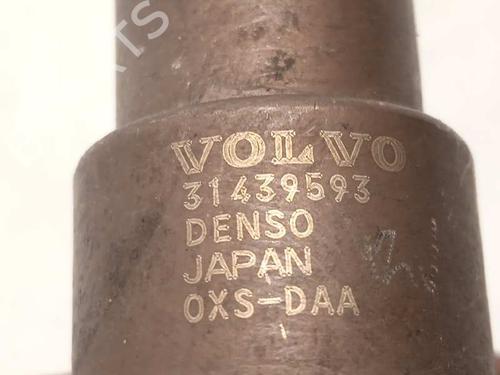 VOLVO
31439593
DENSO
JAPAN
OXS-DAA